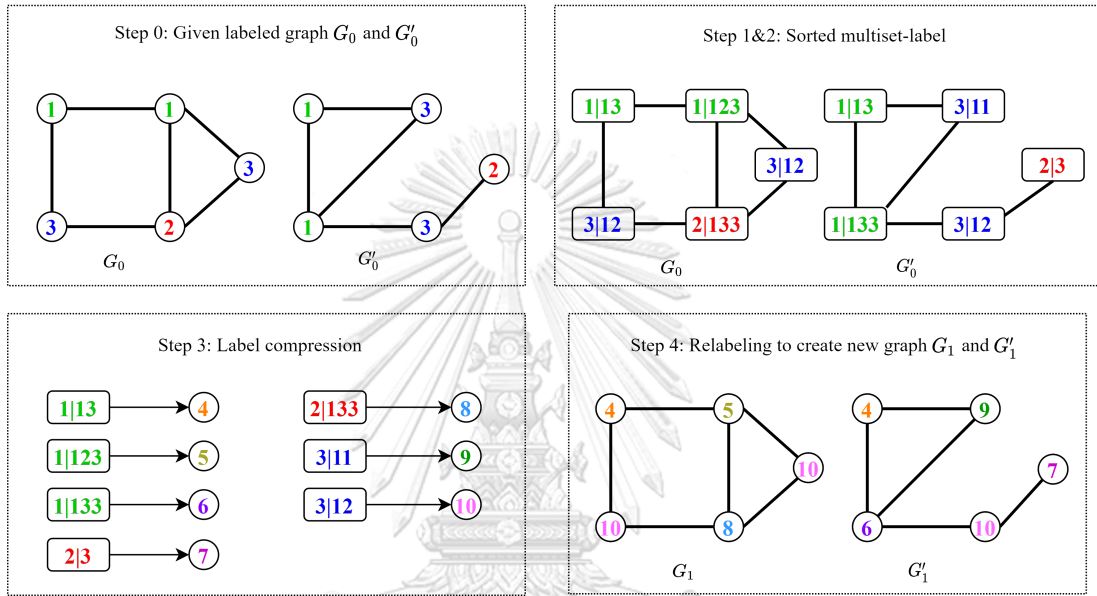 Step 0: Given labeled graph G₀ and G′₀
1 1 1 3
3 2
3 2 1 3
G₀ G′₀
Step 1&2: Sorted multiset-label
1|13 1|123 1|13 3|11
3|12 2|3
3|12 2|133 1|133 3|12
G₀ G′₀
Step 3: Label compression
1|13 4 2|133 8
1|123 5 3|11 9
1|133 6 3|12 10
2|3 7
Step 4: Relabeling to create new graph G₁ and G′₁
4 5 4 9
10 7
10 8 6 10
G₁ G′₁